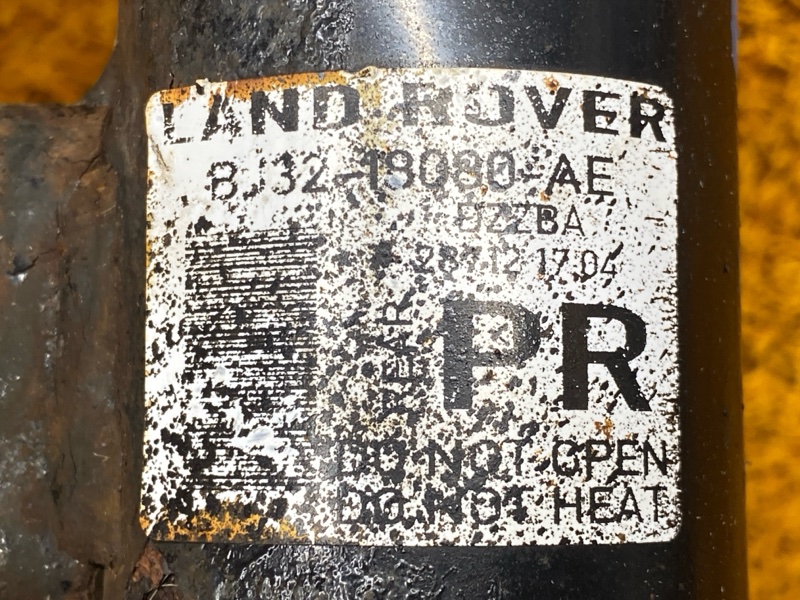 LAND ROVER
8J32-18080-AE
DZZBA
REAR
PR
DO NOT OPEN
DO NOT HEAT